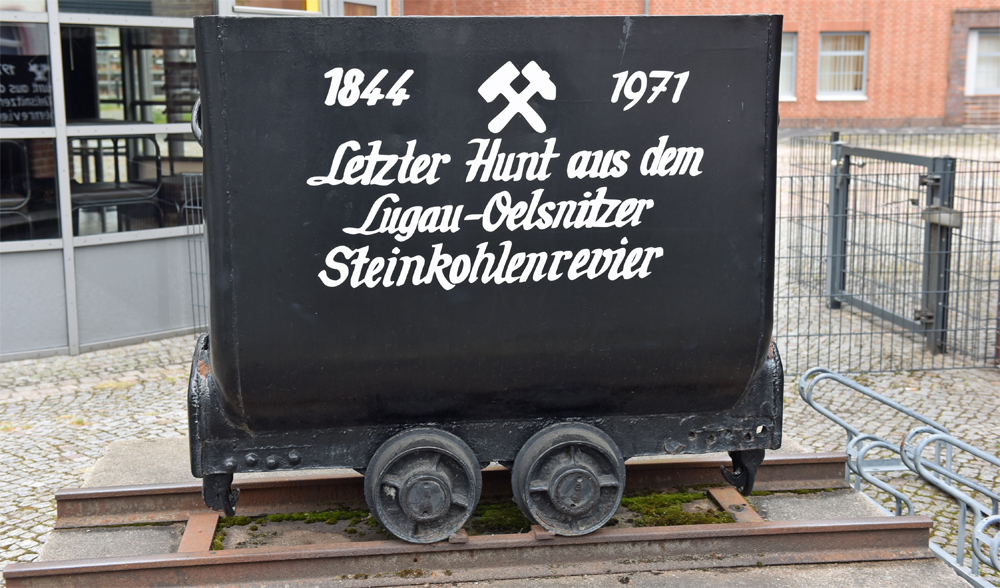 1844 1971
Letzter Hunt aus dem
Lugau-Oelsnitzer
Steinkohlenrevier